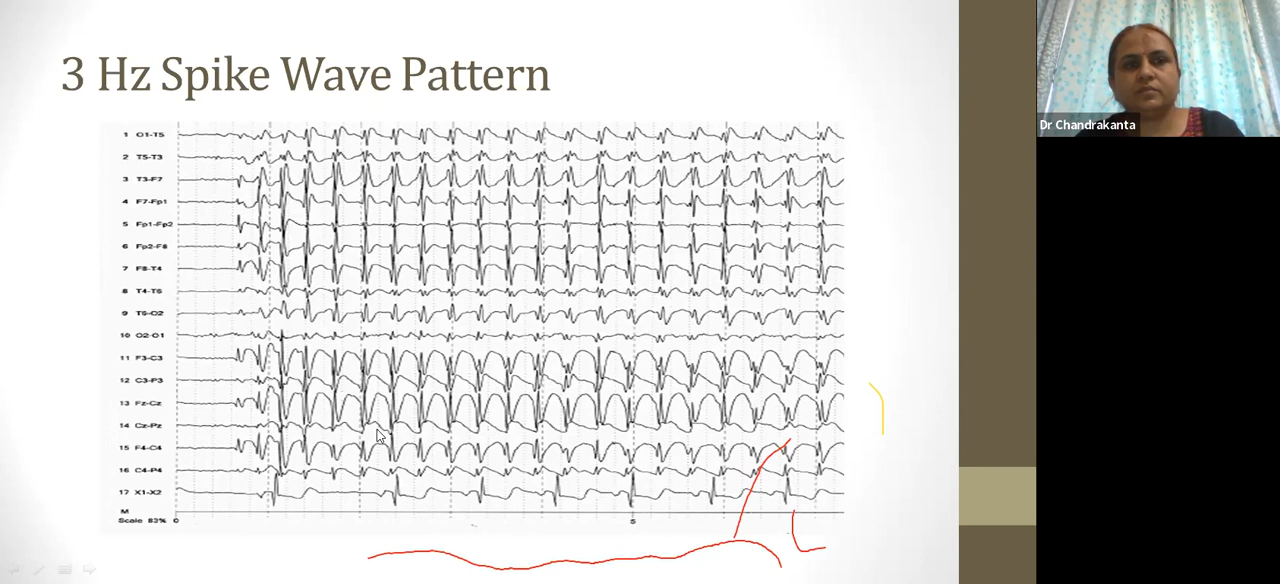 3 Hz Spike Wave Pattern
Dr Chandrakanta
1 O1-T5
2 T5-T3
3 T3-F7
4 F7-Fp1
5 Fp1-Fp2
6 Fp2-F8
7 F8-T4
8 T4-T6
9 T6-O2
10 O2-O1
11 F3-C3
12 C3-P3
13 Fz-Cz
14 Cz-Pz
15 F4-C4
16 C4-P4
17 X1-X2
M
Scale 83% 0 5